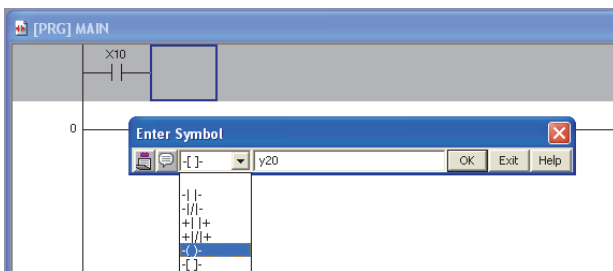 [PRG] MAIN
X10
0
Enter Symbol
-[ ]- y20 OK Exit Help
-| |-
-|/|-
+| |+
+|/|+
-( )-
-[ ]-